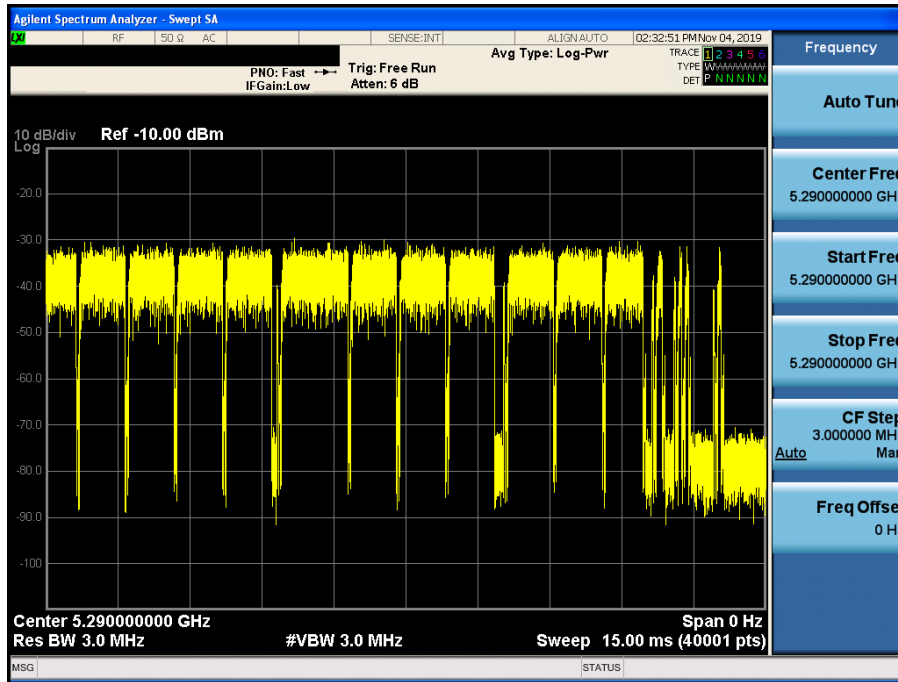 Agilent Spectrum Analyzer - Swept SA
LXI RF 50 Ω AC SENSE:INT ALIGN AUTO 02:32:51 PM Nov 04, 2019
Avg Type: Log-Pwr
PNO: Fast
IFGain:Low
Trig: Free Run
Atten: 6 dB
TRACE 1 2 3 4 5 6
TYPE WWWWWWW
DET P N N N N N
10 dB/div
Log
Ref -10.00 dBm
-20.0
-30.0
-40.0
-50.0
-60.0
-70.0
-80.0
-90.0
-100
Center 5.290000000 GHz
Span 0 Hz
Res BW 3.0 MHz
#VBW 3.0 MHz
Sweep 15.00 ms (40001 pts)
MSG
STATUS
Frequency
Auto Tun
Center Fre
5.290000000 GH
Start Fre
5.290000000 GH
Stop Fre
5.290000000 GH
CF Step
3.000000 MH
Auto Ma
Freq Offse
0 H